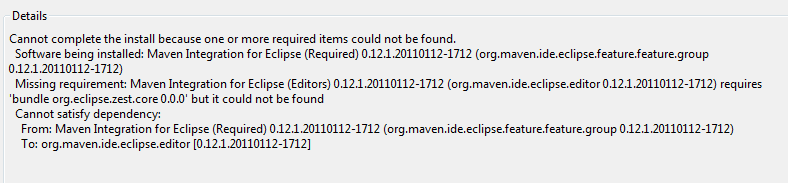 Details
Cannot complete the install because one or more required items could not be found.
Software being installed: Maven Integration for Eclipse (Required) 0.12.1.20110112-1712 (org.maven.ide.eclipse.feature.feature.group
0.12.1.20110112-1712)
Missing requirement: Maven Integration for Eclipse (Editors) 0.12.1.20110112-1712 (org.maven.ide.eclipse.editor 0.12.1.20110112-1712) requires
'bundle org.eclipse.zest.core 0.0.0' but it could not be found
Cannot satisfy dependency:
From: Maven Integration for Eclipse (Required) 0.12.1.20110112-1712 (org.maven.ide.eclipse.feature.feature.group 0.12.1.20110112-1712)
To: org.maven.ide.eclipse.editor [0.12.1.20110112-1712]